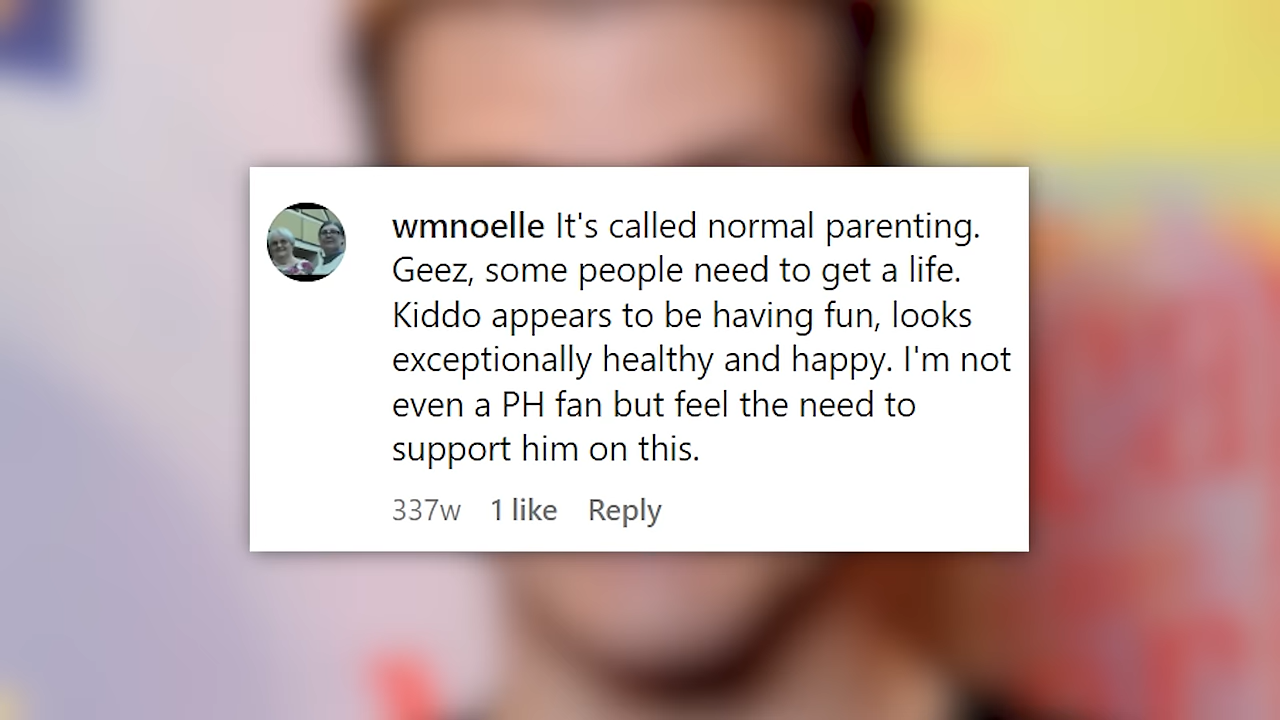 wmnoelle It's called normal parenting.
Geez, some people need to get a life.
Kiddo appears to be having fun, looks
exceptionally healthy and happy. I'm not
even a PH fan but feel the need to
support him on this.
337w 1 like Reply